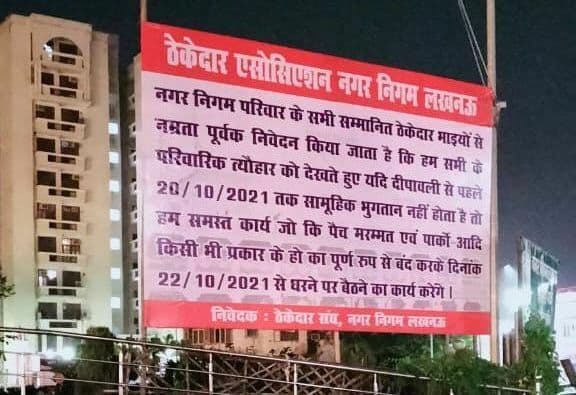 ठेकेदार एसोसिएशन नगर निगम लखनऊ
नगर निगम परिवार के सभी सम्मानित ठेकेदार भाइयों से
नम्रता पूर्वक निवेदन किया जाता है कि हम सभी के
परिवारिक त्यौहार को देखते हुए यदि दीपावली से पहले
20/10/2021 तक सामूहिक भुगतान नहीं होता है तो
हम समस्त कार्य जो कि पैच मरम्मत एवं पार्को आदि
किसी भी प्रकार के हो का पूर्ण रुप से बंद करके दिनांक
22/10/2021 से धरने पर बेठने का कार्य करेगे ।
निवेदक : ठेकेदार संघ, नगर निगम लखनऊ